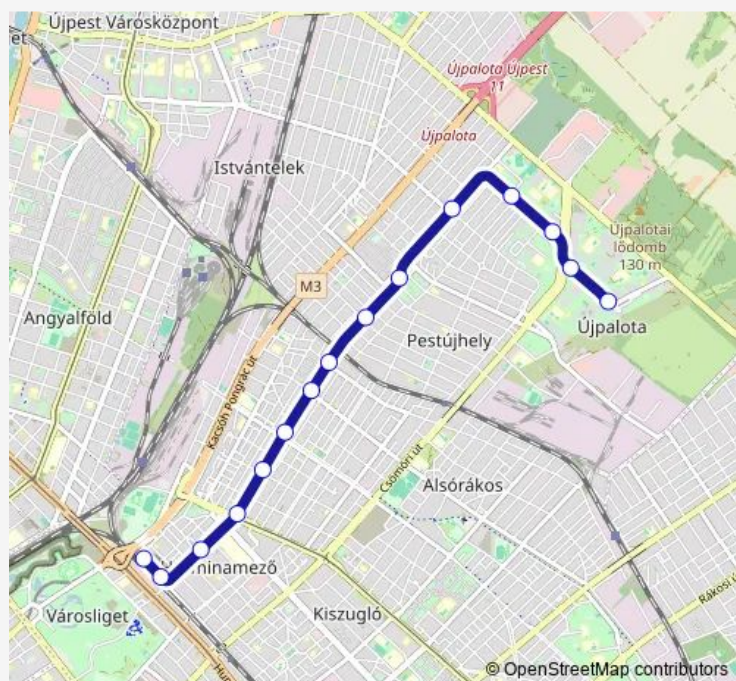 Újpest Városközpont
Újpalota Újpest
11
Újpalota
Istvántelek
Újpalotai
lődomb
130 m
M3
Angyalföld
Újpalota
Pestújhely
Kacsóh Pongrác út
Csömöri út
Alsórákos
Városliget
Kiszugló
© OpenStreetMap contributors